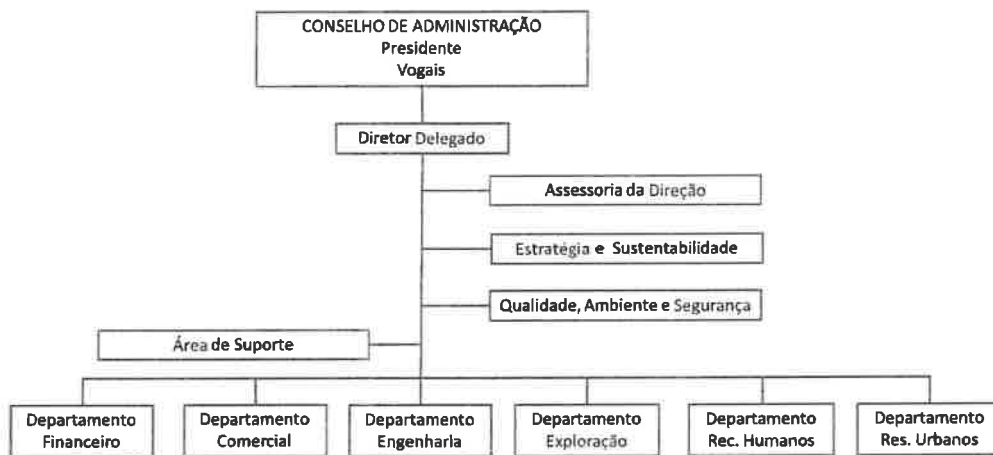 CONSELHO DE ADMINISTRAÇÃO
Presidente
Vogais
Diretor Delegado
Assessoria da Direção
Estratégia e Sustentabilidade
Qualidade, Ambiente e Segurança
Área de Suporte
Departamento
Financeiro
Departamento
Comercial
Departamento
Engenharia
Departamento
Exploração
Departamento
Rec. Humanos
Departamento
Res. Urbanos